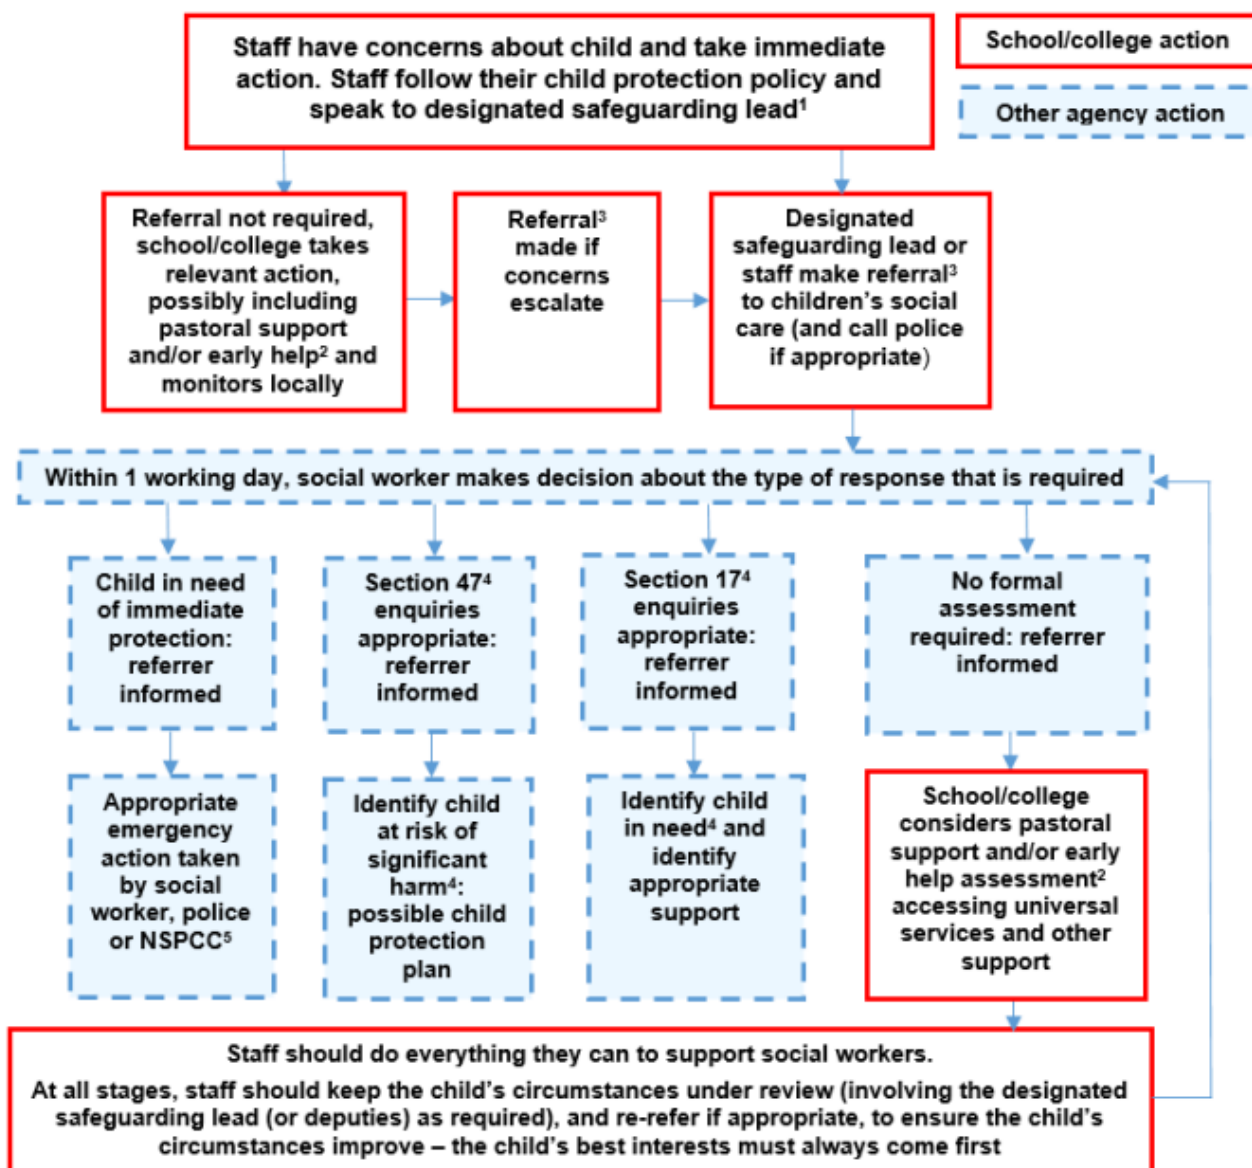 Staff have concerns about child and take immediate
action. Staff follow their child protection policy and
speak to designated safeguarding lead¹
School/college action
Other agency action
Referral not required,
school/college takes
relevant action,
possibly including
pastoral support
and/or early help² and
monitors locally
Referral³
made if
concerns
escalate
Designated
safeguarding lead or
staff make referral³
to children's social
care (and call police
if appropriate)
Within 1 working day, social worker makes decision about the type of response that is required
Child in need
of immediate
protection:
referrer
informed
Section 47⁴
enquiries
appropriate:
referrer
informed
Section 17⁴
enquiries
appropriate:
referrer
informed
No formal
assessment
required: referrer
informed
Appropriate
emergency
action taken
by social
worker, police
or NSPCC⁵
Identify child
at risk of
significant
harm⁴:
possible child
protection
plan
Identify child
in need⁴ and
identify
appropriate
support
School/college
considers pastoral
support and/or early
help assessment²
accessing universal
services and other
support
Staff should do everything they can to support social workers.
At all stages, staff should keep the child's circumstances under review (involving the designated
safeguarding lead (or deputies) as required), and re-refer if appropriate, to ensure the child's
circumstances improve – the child's best interests must always come first